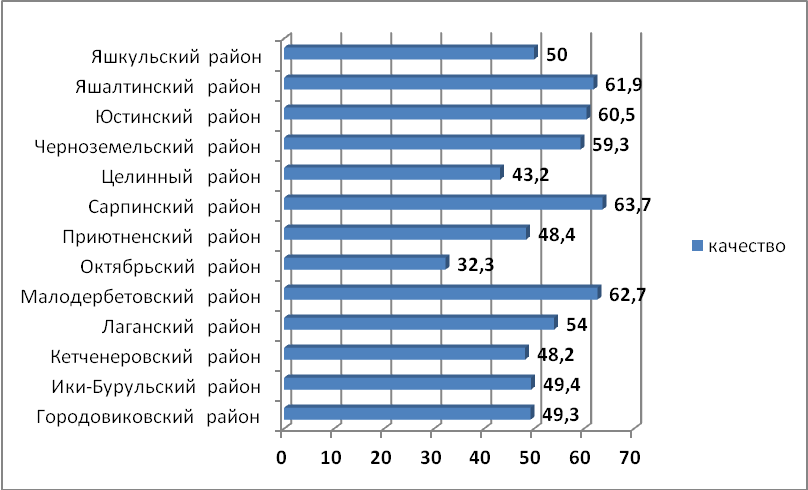 Яшкульский район 50
Яшалтинский район 61,9
Юстинский район 60,5
Черноземельский район 59,3
Целинный район 43,2
Сарпинский район 63,7
Приютненский район 48,4
Октябрьский район 32,3
Малодербетовский район 62,7
Лаганский район 54
Кетченеровский район 48,2
Ики-Бурульский район 49,4
Городовиковский район 49,3
0 10 20 30 40 50 60 70
качество